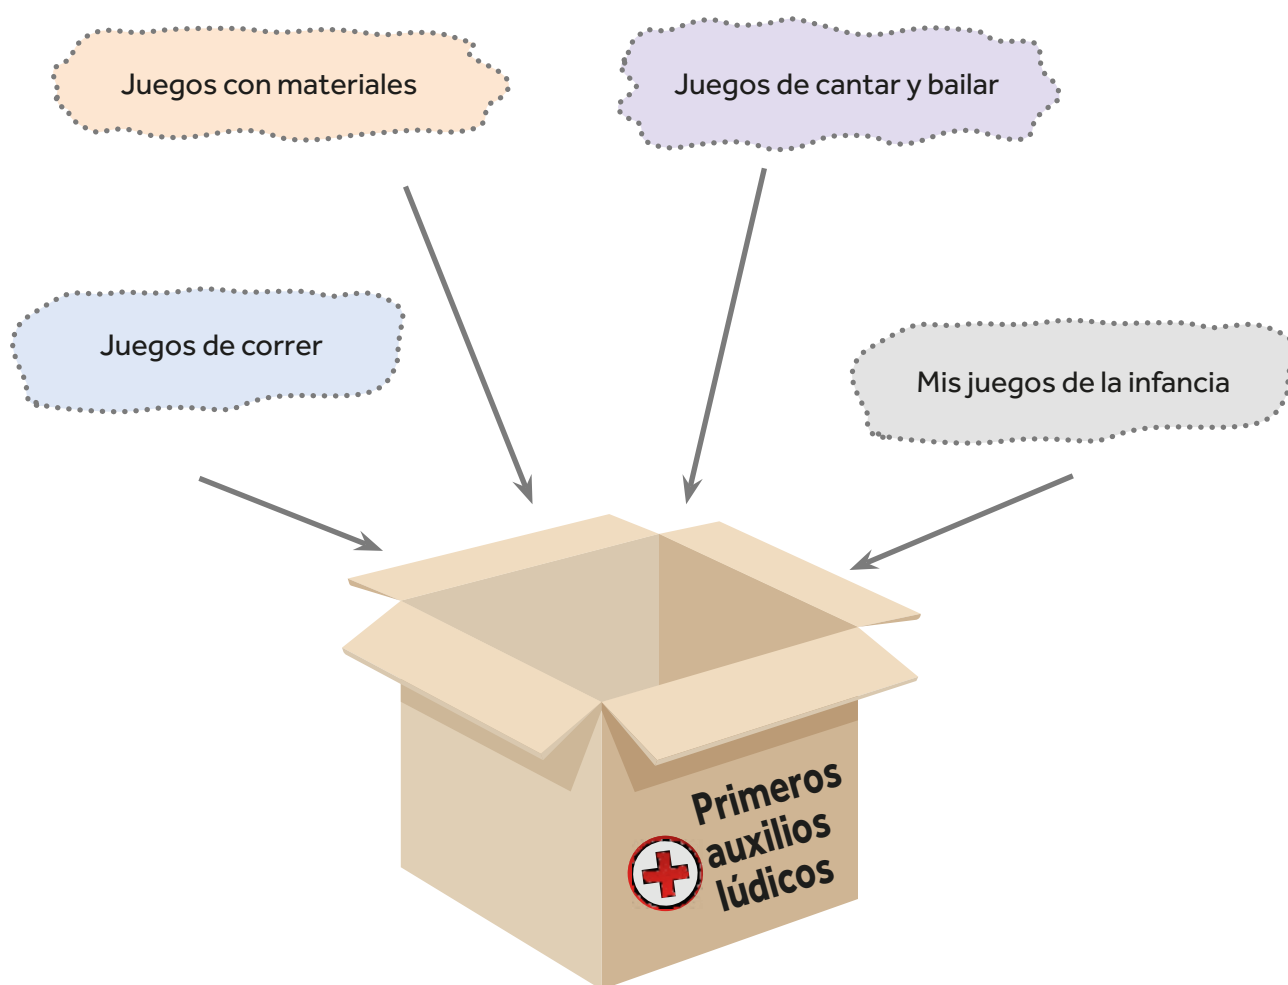 Juegos con materiales
Juegos de cantar y bailar
Juegos de correr
Mis juegos de la infancia
Primeros
auxilios
lúdicos